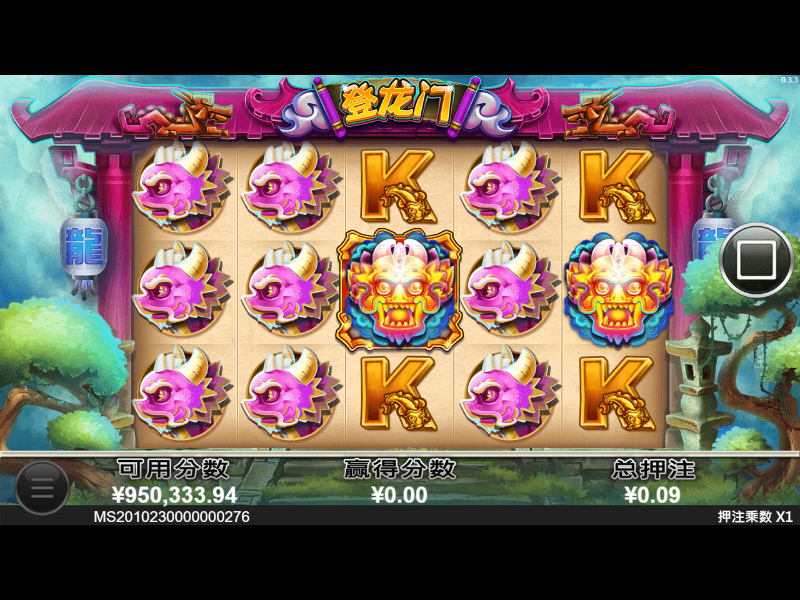 0.3.3
登龙门
龍
龍
K K
K K
可用分数 赢得分数 总押注
¥950,333.94 ¥0.00 ¥0.09
MS2010230000000276 押注乘数 X1